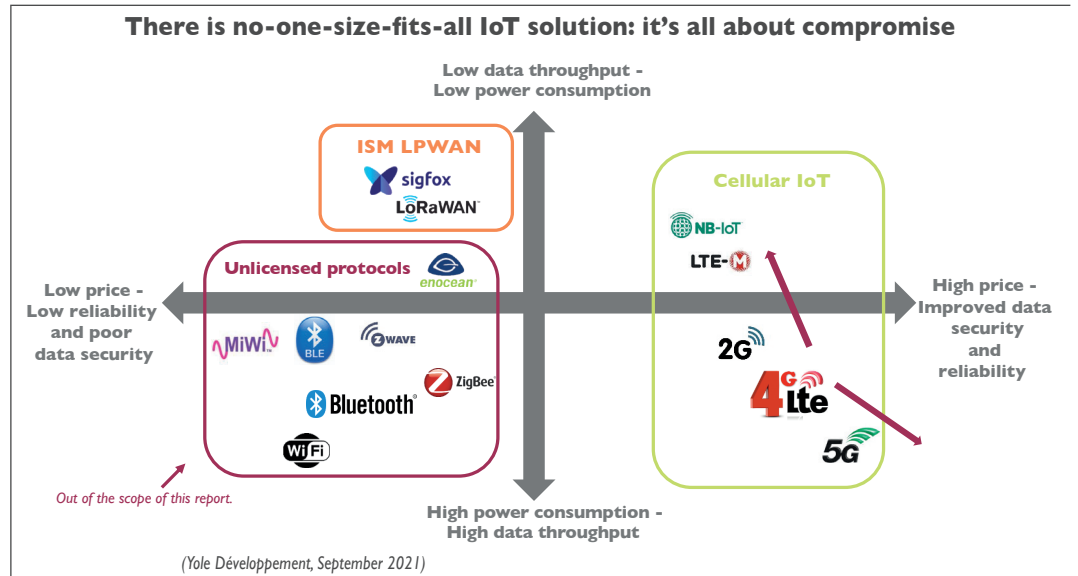 There is no-one-size-fits-all IoT solution: it's all about compromise
Low data throughput -
Low power consumption
ISM LPWAN
sigfox
LoRaWAN™
Cellular IoT
NB-IoT
LTE-M
Unlicensed protocols
enocean®
Low price -
Low reliability
and poor
data security
High price -
Improved data
security
and
reliability
MiWi™
BLE
Z WAVE
2G
ZigBee®
4G lte
Bluetooth®
WiFi
5G
Out of the scope of this report.
High power consumption -
High data throughput
(Yole Développement, September 2021)